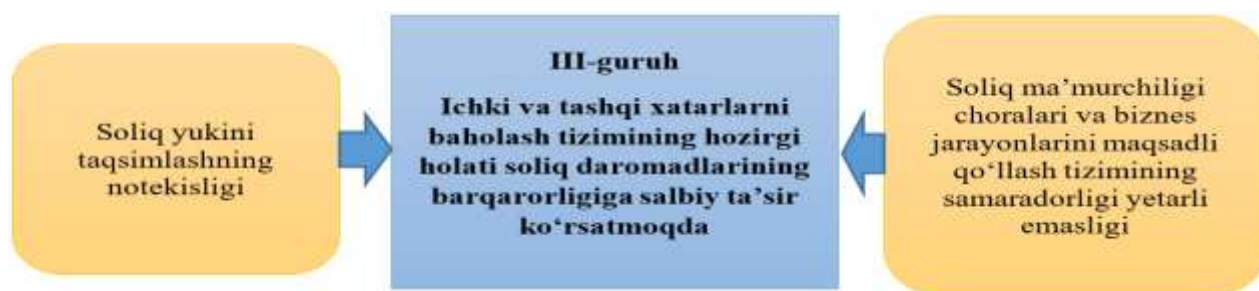 Soliq yukini
taqsimlashning
notekisligi
III-guruh
Ichki va tashqi xatarlarni
baholash tizimining hozirgi
holati soliq daromadlarining
barqarorligiga salbiy ta’sir
ko‘rsatmoqda
Soliq ma’murchiligi
choralari va biznes
jarayonlarini maqsadli
qo‘llash tizimining
samaradorligi yetarli
emasligi